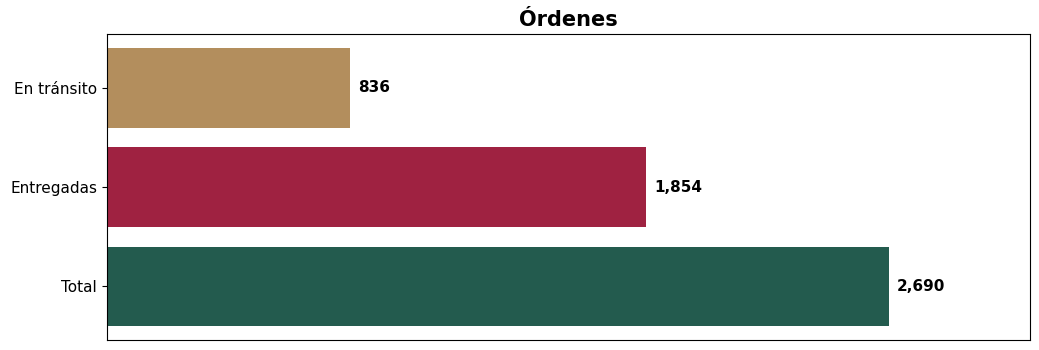 Órdenes
En tránsito 836
Entregadas 1,854
Total 2,690